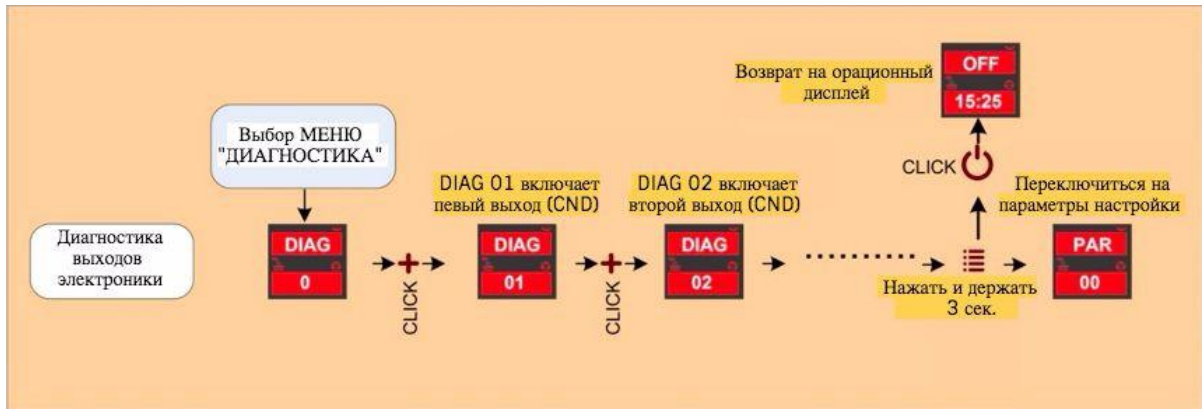 Возврат на орационный
дисплей
OFF
15:25
Выбор МЕНЮ
"ДИАГНОСТИКА"
CLICK
DIAG 01 включает
певый выход (CND)
DIAG 02 включает
второй выход (CND)
Переключиться на
параметры настройки
Диагностика
выходов
электроники
DIAG
0
CLICK
DIAG
01
CLICK
DIAG
02
Нажать и держать
3 сек.
PAR
00